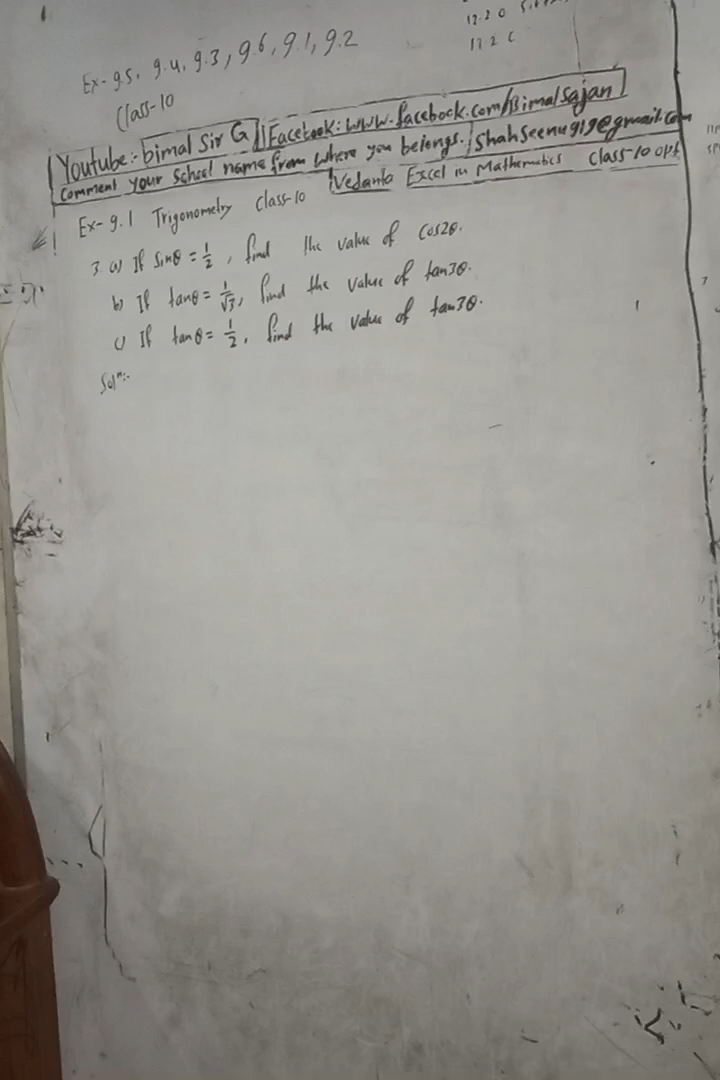 Ex- 9.5, 9.4, 9.3, 9.6, 9.1, 9.2
Class-10
17.2 C
Youtube:- bimal Sir G Facebook: www.facebook.com/BimalSajan
Comment your School name from where you belongs. shahseenu919@gmail.com
Ex- 9.1 Trigonometry Class-10 Vedanta Excel in Mathematics Class-10 opt
3. a) If sinθ = 1/2, find the value of cos2θ.
b) If tanθ = 1/√3, find the value of tan3θ.
c) If tanθ = 1/2, find the value of tan3θ.
Solⁿ:-